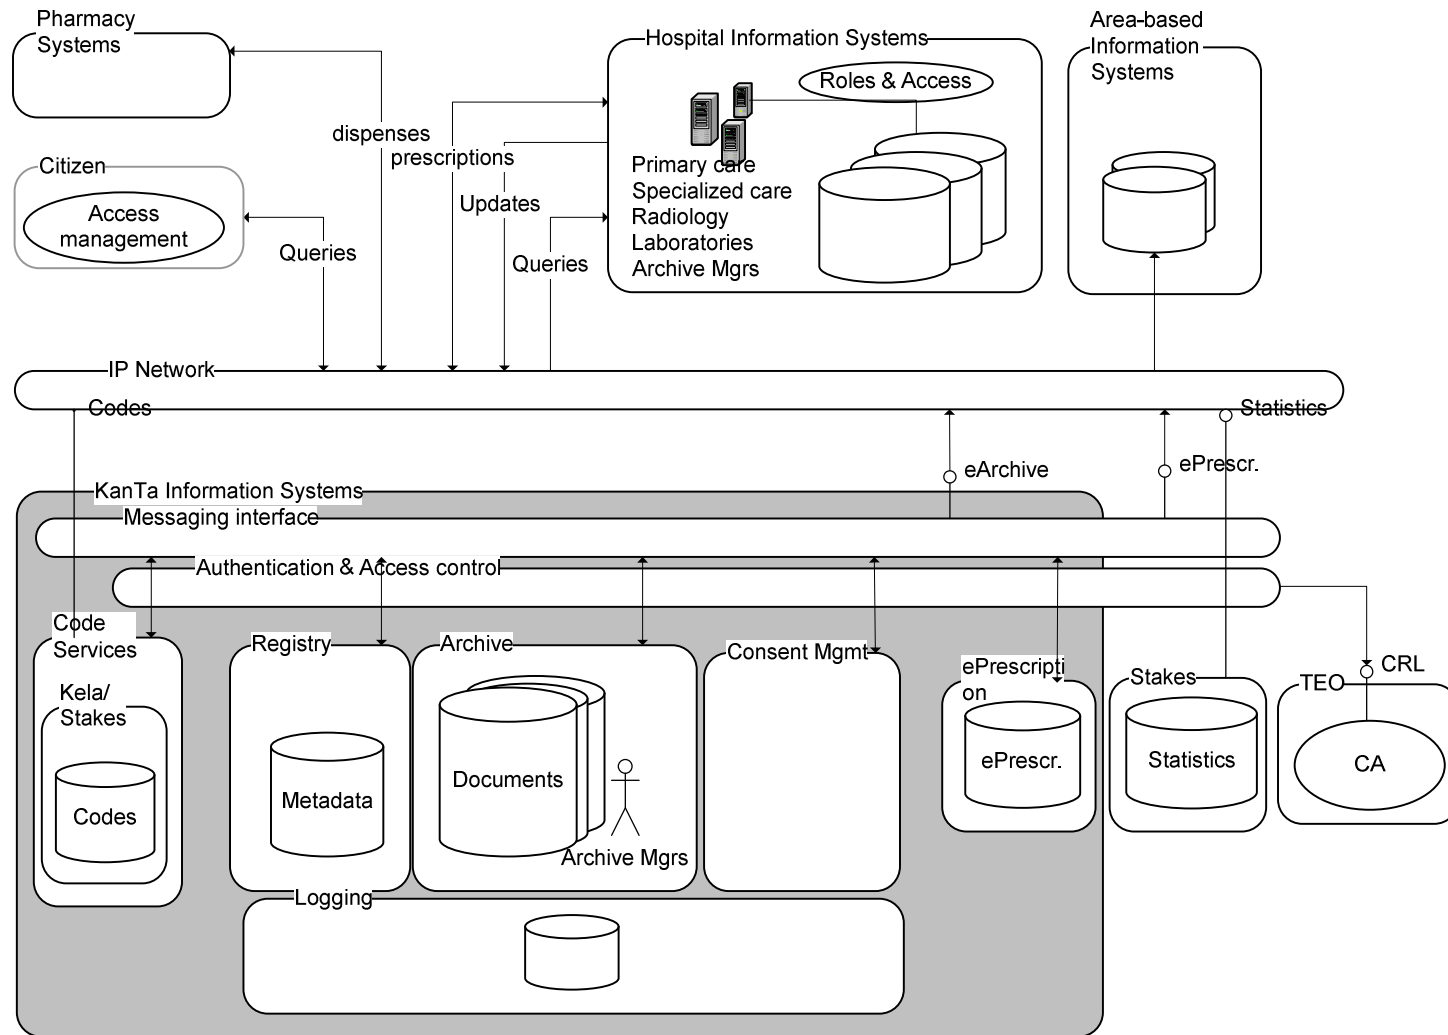 Pharmacy
Systems
Hospital Information Systems
Area-based
Information
Systems
Roles & Access
dispenses
prescriptions
Updates
Queries
Primary care
Specialized care
Radiology
Laboratories
Archive Mgrs
Citizen
Access
management
Queries
IP Network
Codes
Statistics
eArchive
ePrescr.
KanTa Information Systems
Messaging interface
Authentication & Access control
Code
Services
Kela/
Stakes
Codes
Registry
Metadata
Archive
Documents
Archive Mgrs
Consent Mgmt
ePrescripti
on
ePrescr.
Stakes
Statistics
CRL
TEO
CA
Logging